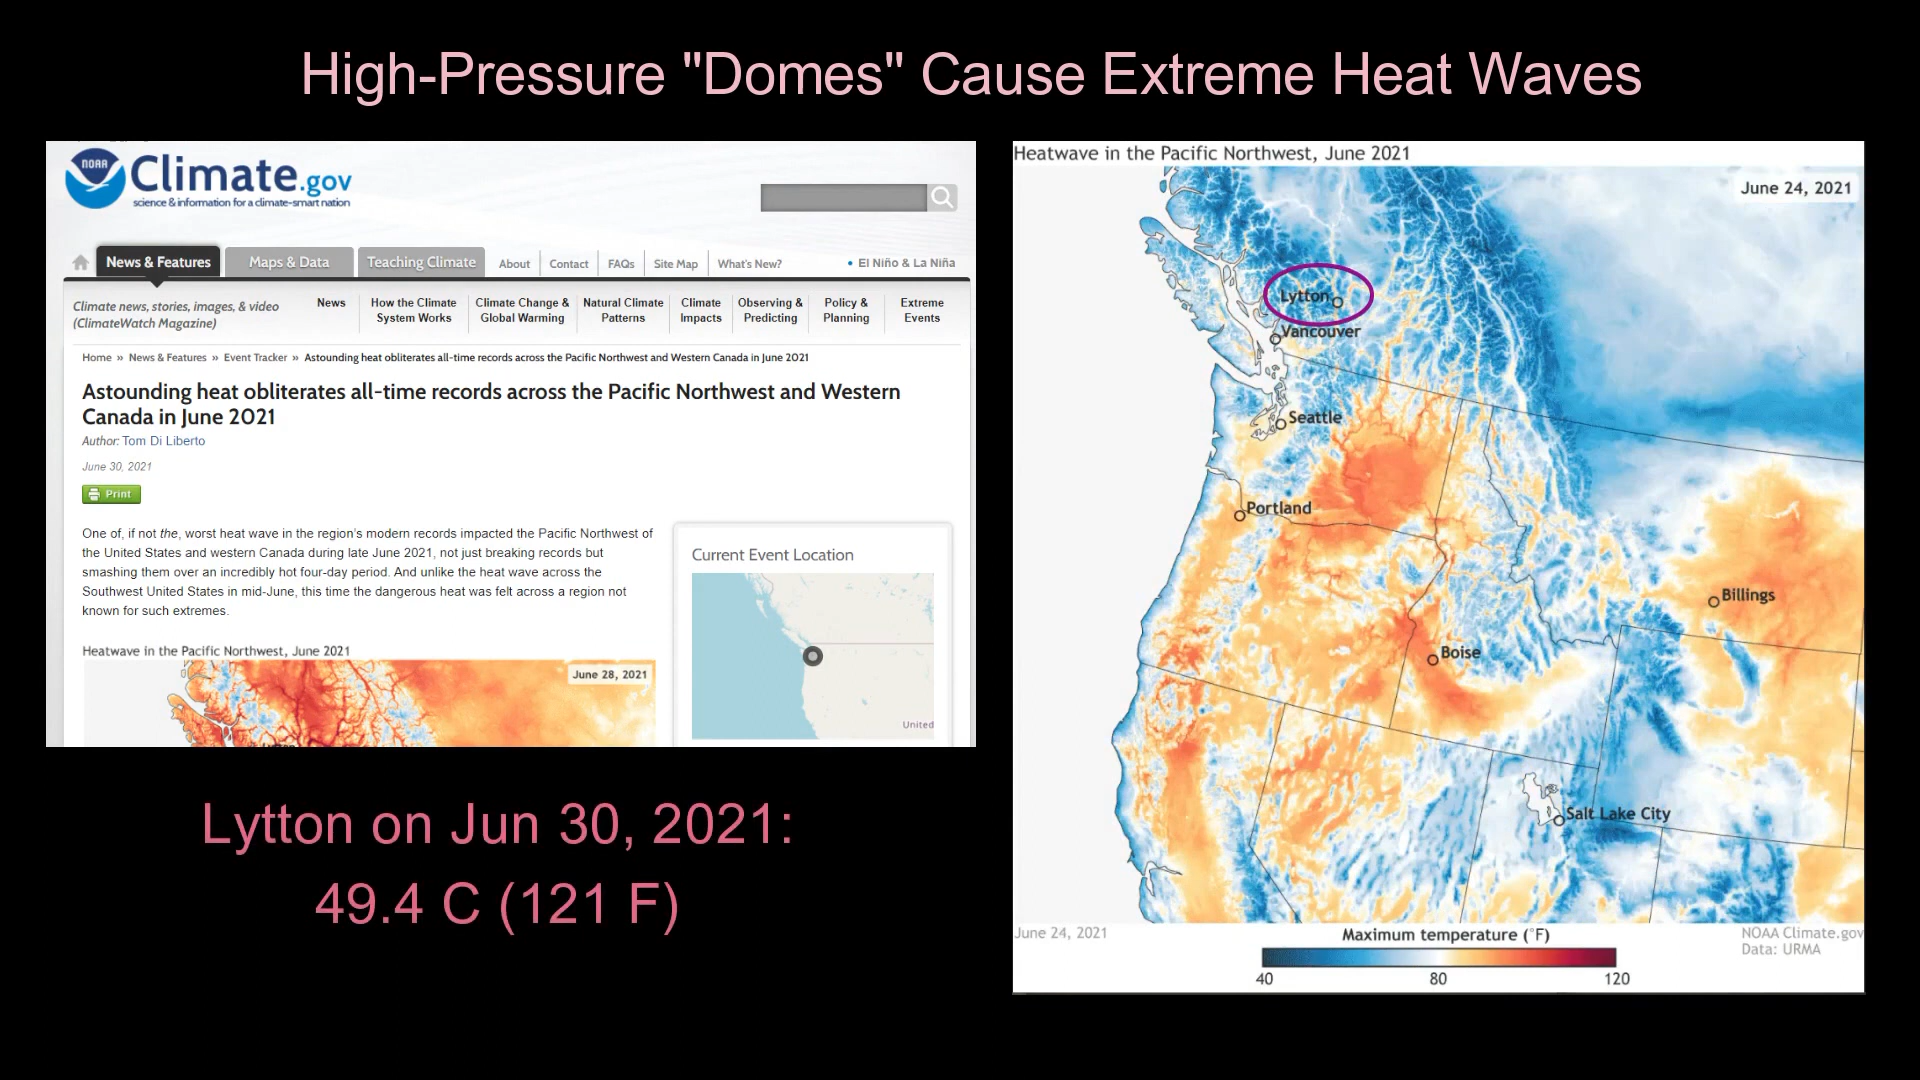 High-Pressure "Domes" Cause Extreme Heat Waves
NOAA
Climate.gov
science & information for a climate-smart nation
News & Features
Maps & Data
Teaching Climate
About
Contact
FAQs
Site Map
What's New?
• El Niño & La Niña
Climate news, stories, images, & video
(ClimateWatch Magazine)
News
How the Climate
System Works
Climate Change &
Global Warming
Natural Climate
Patterns
Climate
Impacts
Observing &
Predicting
Policy &
Planning
Extreme
Events
Home » News & Features » Event Tracker » Astounding heat obliterates all-time records across the Pacific Northwest and Western Canada in June 2021
Astounding heat obliterates all-time records across the Pacific Northwest and Western
Canada in June 2021
Author: Tom Di Liberto
June 30, 2021
Print
One of, if not the, worst heat wave in the region's modern records impacted the Pacific Northwest of
the United States and western Canada during late June 2021, not just breaking records but
smashing them over an incredibly hot four-day period. And unlike the heat wave across the
Southwest United States in mid-June, this time the dangerous heat was felt across a region not
known for such extremes.
Current Event Location
United
Heatwave in the Pacific Northwest, June 2021
June 28, 2021
Lytton on Jun 30, 2021:
49.4 C (121 F)
Heatwave in the Pacific Northwest, June 2021
June 24, 2021
Lytton
Vancouver
Seattle
Portland
Billings
Boise
Salt Lake City
June 24, 2021
Maximum temperature (°F)
40
80
120
NOAA Climate.gov
Data: URMA